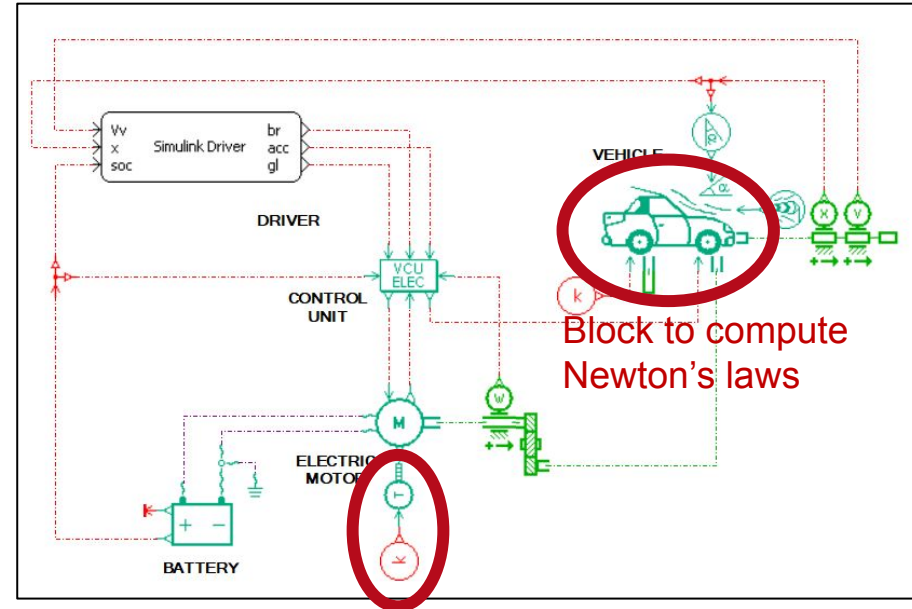 Vv
x
soc
Simulink Driver
br
acc
gl
DRIVER
VEHICLE
α
α
X
V
VCU
ELEC
CONTROL
UNIT
k
Block to compute
Newton's laws
W
M
ELECTRIC
MOTOR
T
k
+ −
BATTERY